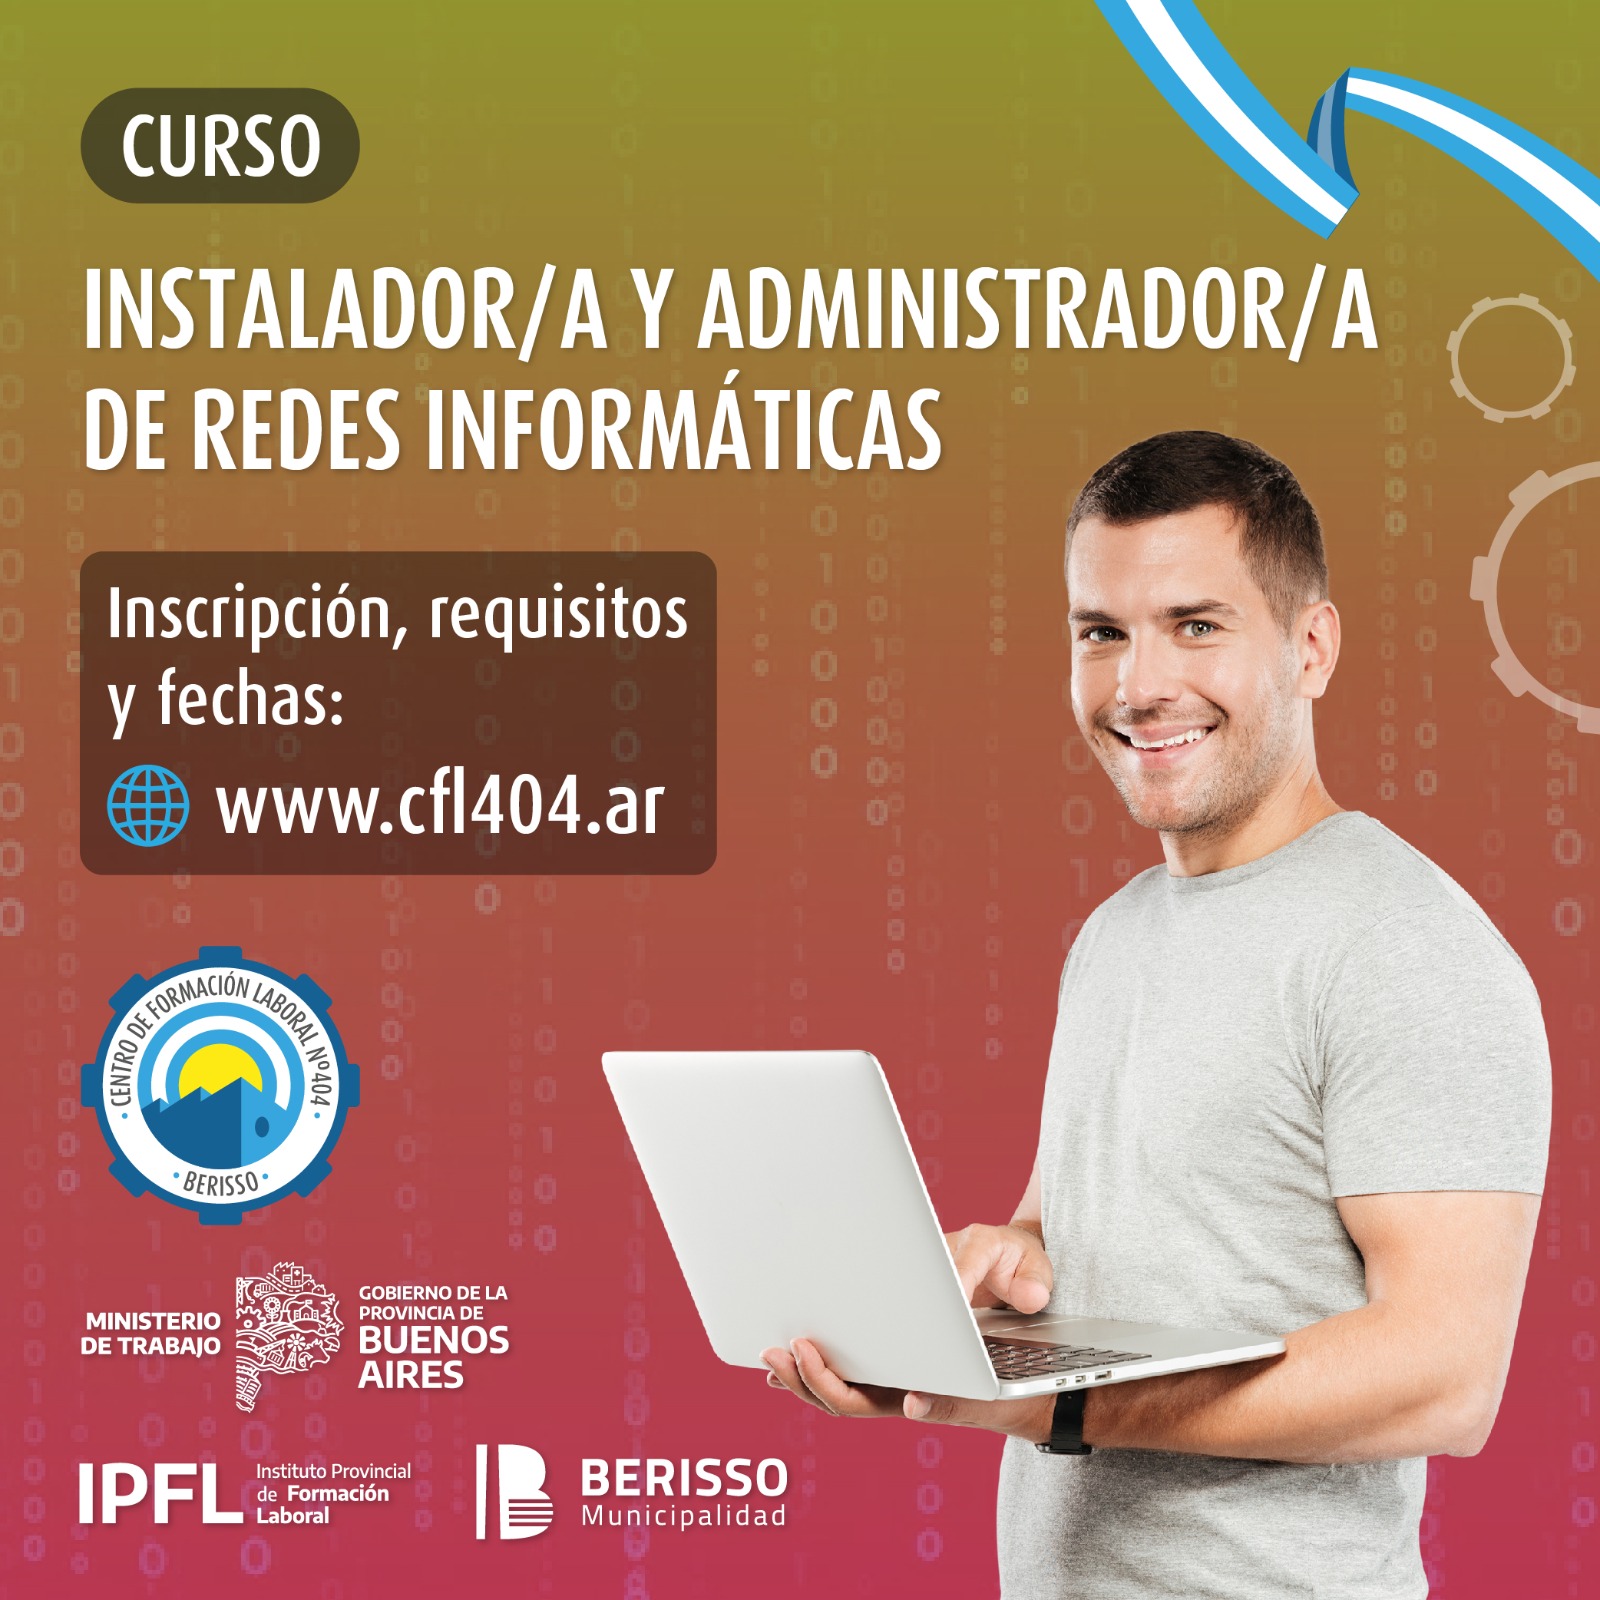 CURSO
INSTALADOR/A Y ADMINISTRADOR/A
DE REDES INFORMÁTICAS
Inscripción, requisitos
y fechas:
www.cfl404.ar
CENTRO DE FORMACIÓN LABORAL Nº404
· BERISSO ·
MINISTERIO
DE TRABAJO
GOBIERNO DE LA
PROVINCIA DE
BUENOS
AIRES
IPFL
Instituto Provincial
de Formación
Laboral
BERISSO
Municipalidad